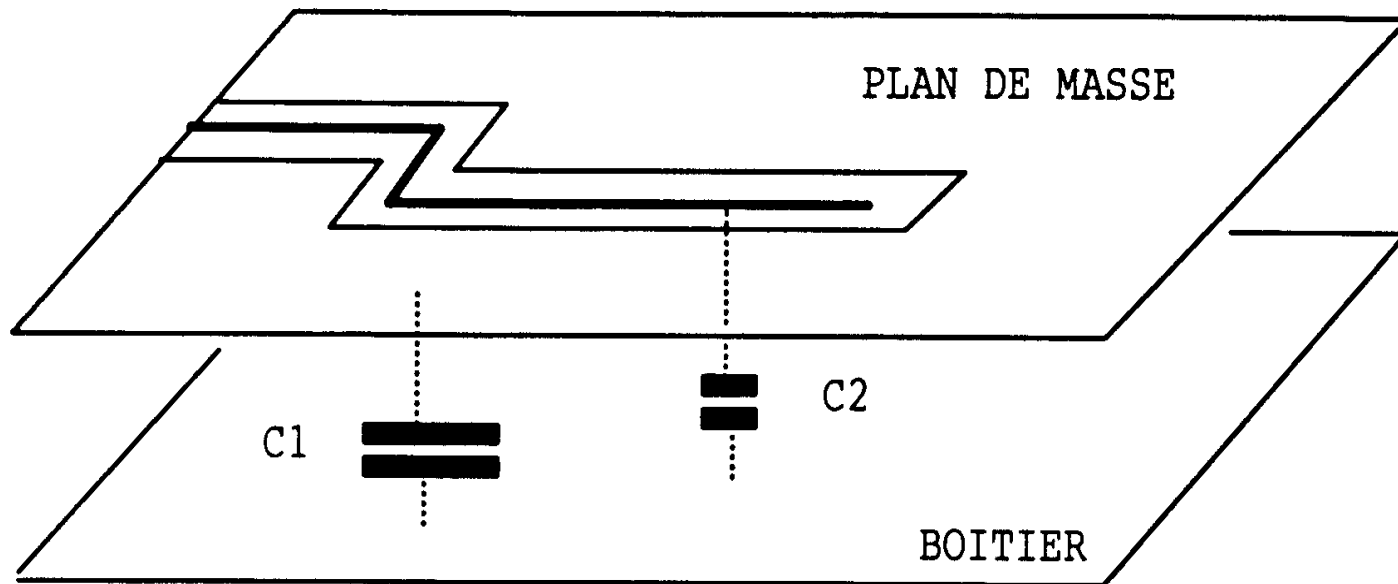 PLAN DE MASSE
C2
C1
BOITIER